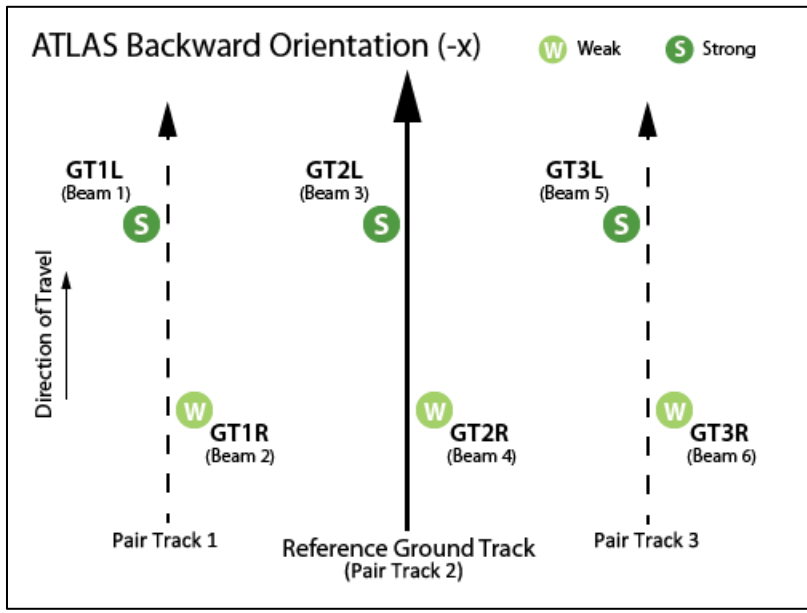 ATLAS Backward Orientation (-x)
W Weak
S Strong
GT1L
(Beam 1)
S
GT2L
(Beam 3)
S
GT3L
(Beam 5)
S
Direction of Travel
W
GT1R
(Beam 2)
W
GT2R
(Beam 4)
W
GT3R
(Beam 6)
Pair Track 1
Reference Ground Track
(Pair Track 2)
Pair Track 3